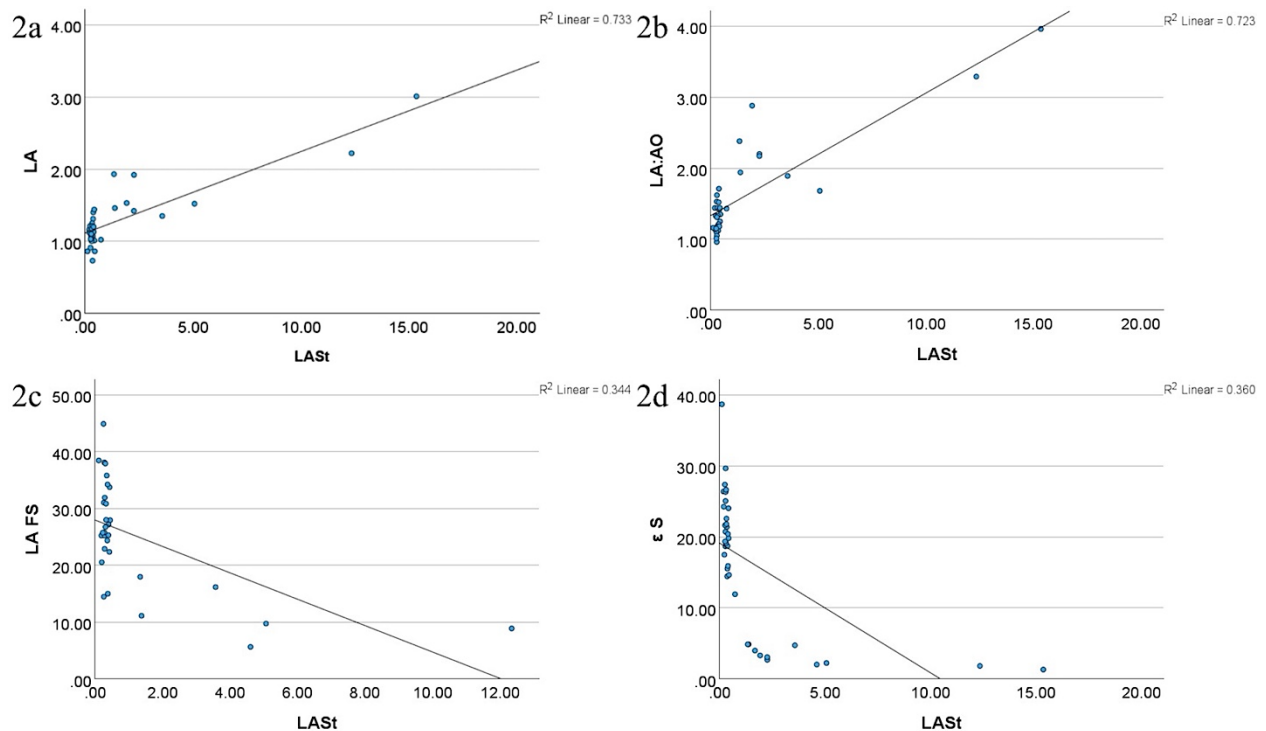 2a
R² Linear = 0.733
4.00
3.00
2.00
1.00
.00
LA
.00 5.00 10.00 15.00 20.00
LASt
2b
R² Linear = 0.723
4.00
3.00
2.00
1.00
.00
LA:AO
.00 5.00 10.00 15.00 20.00
LASt
2c
R² Linear = 0.344
50.00
40.00
30.00
20.00
10.00
.00
LA FS
.00 2.00 4.00 6.00 8.00 10.00 12.00
LASt
2d
R² Linear = 0.360
40.00
30.00
20.00
10.00
.00
ε S
.00 5.00 10.00 15.00 20.00
LASt